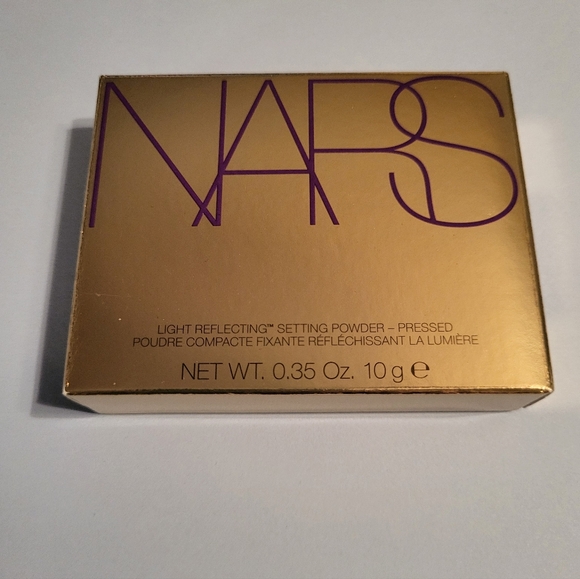 NARS
LIGHT REFLECTING™ SETTING POWDER – PRESSED
POUDRE COMPACTE FIXANTE RÉFLÉCHISSANT LA LUMIÈRE
NET WT. 0.35 Oz. 10 g ℮